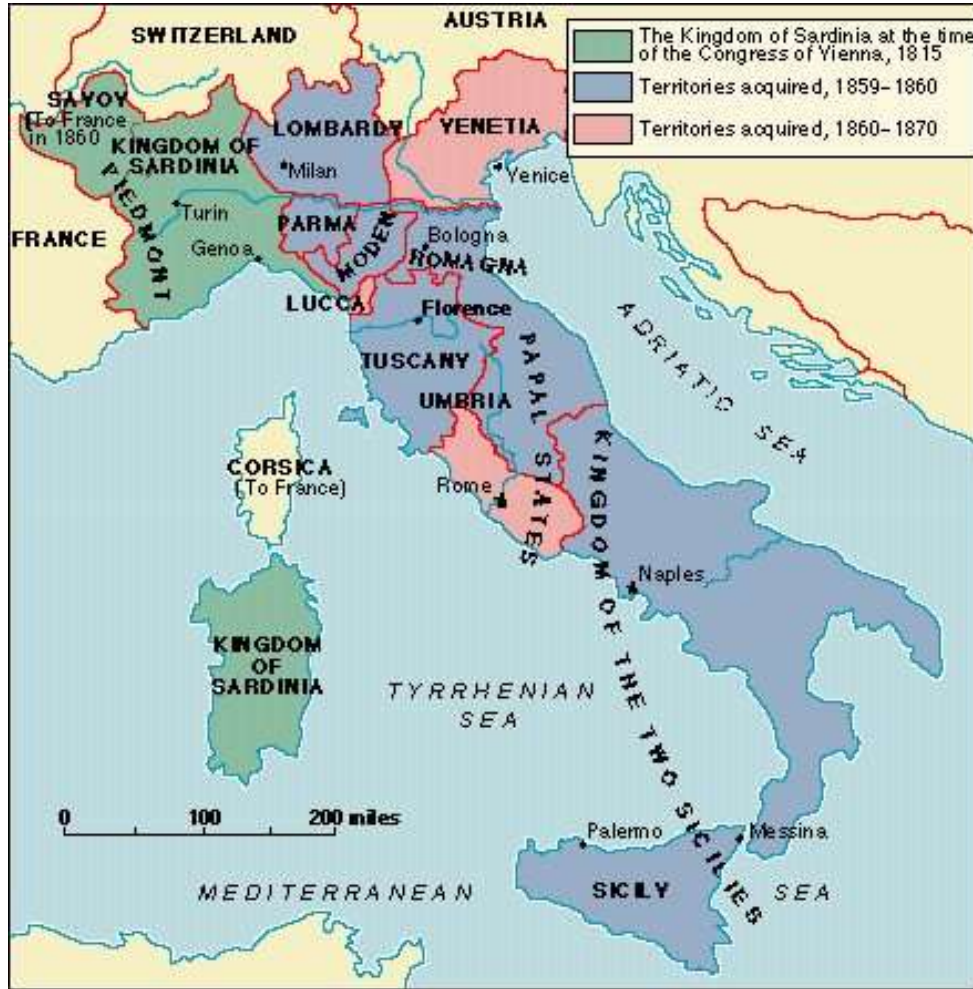 AUSTRIA
SWITZERLAND
The Kingdom of Sardinia at the time
of the Congress of Vienna, 1815
Territories acquired, 1859–1860
Territories acquired, 1860–1870
SAVOY
(To France
in 1860
KINGDOM OF
SARDINIA
LOMBARDY
VENETIA
Milan
Venice
PIEDMONT
Turin
FRANCE
Genoa
PARMA
MODEN
Bologna
ROMAGNA
LUCCA
Florence
TUSCANY
UMBRIA
PAPAL STATES
ADRIATIC SEA
CORSICA
(To France)
Rome
KINGDOM OF THE TWO SICILIES
Naples
KINGDOM
OF
SARDINIA
TYRRHENIAN
SEA
0 100 200 miles
Palermo
Messina
MEDITERRANEAN SEA
SICILY